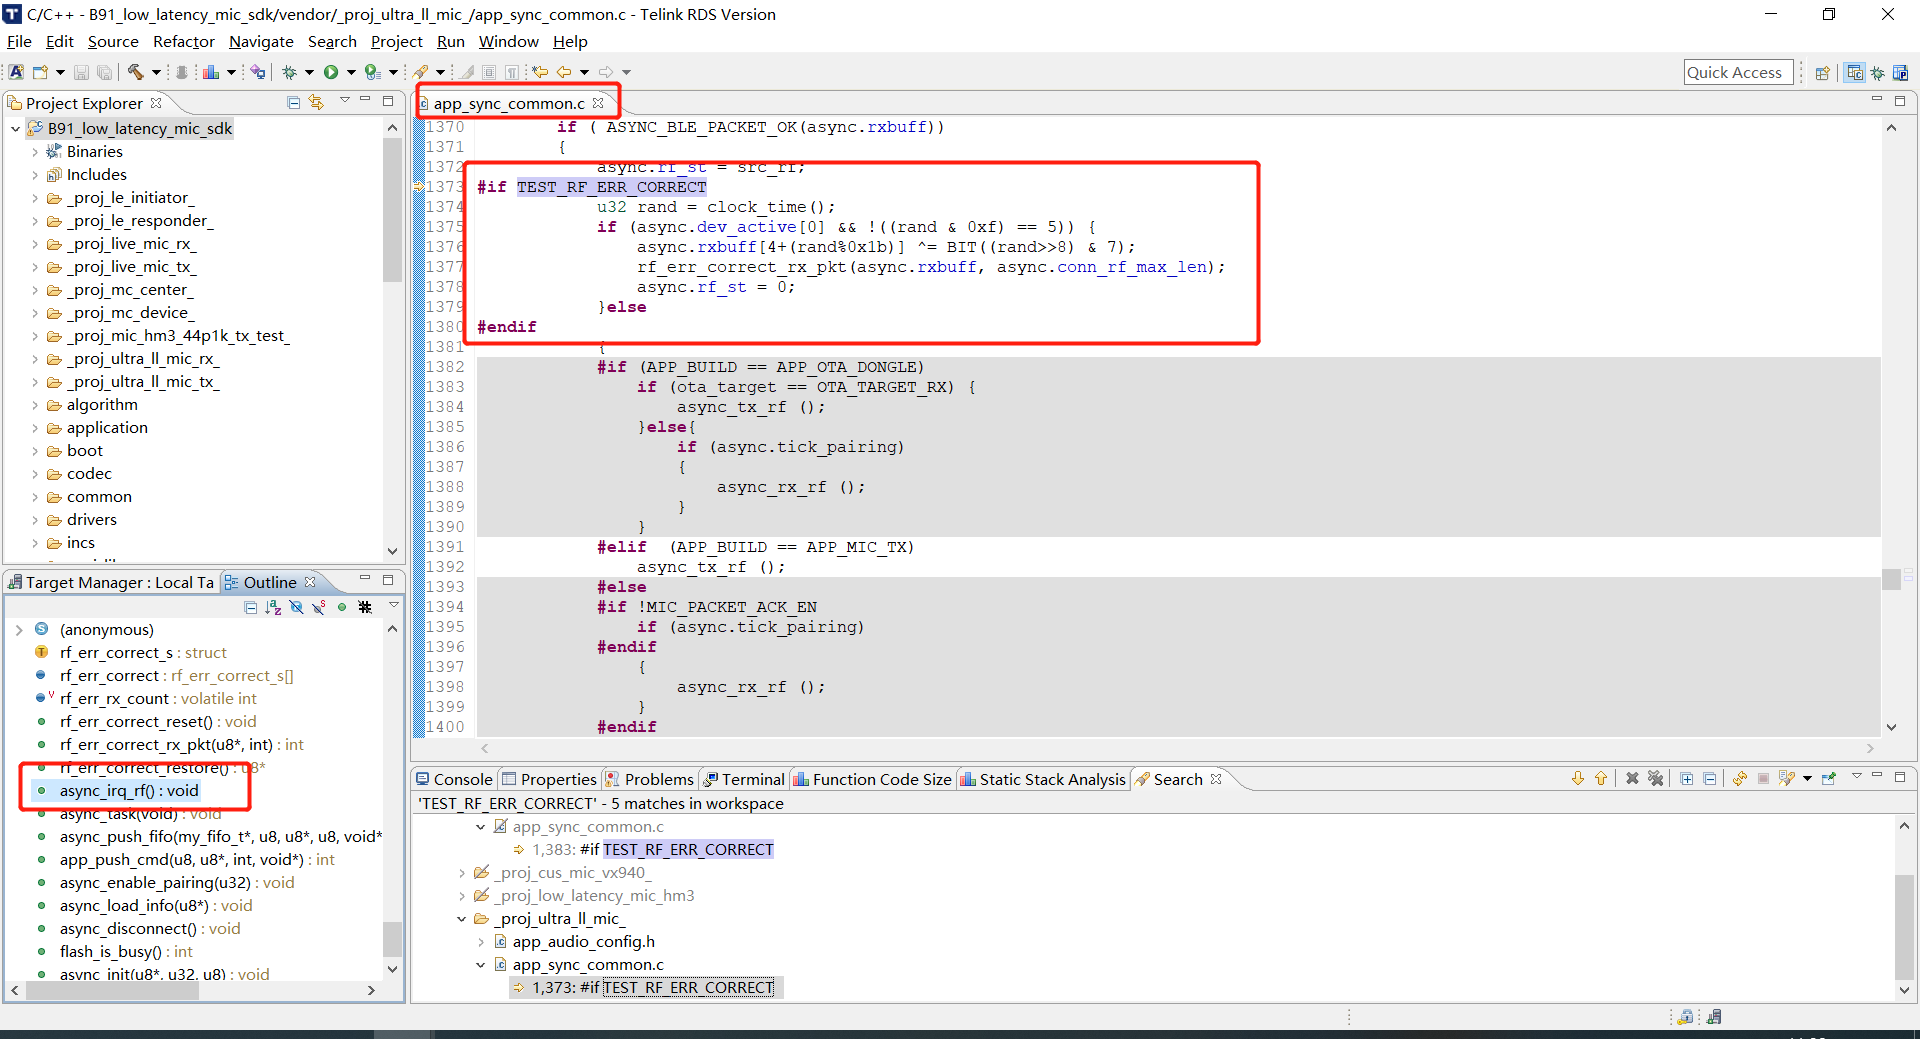 C/C++ - B91_low_latency_mic_sdk/vendor/_proj_ultra_ll_mic_/app_sync_common.c - Telink RDS Version
File Edit Source Refactor Navigate Search Project Run Window Help
Quick Access
Project Explorer
B91_low_latency_mic_sdk
Binaries
Includes
_proj_le_initiator_
_proj_le_responder_
_proj_live_mic_rx_
_proj_live_mic_tx_
_proj_mc_center_
_proj_mc_device_
_proj_mic_hm3_44p1k_tx_test_
_proj_ultra_ll_mic_rx_
_proj_ultra_ll_mic_tx_
algorithm
application
boot
codec
common
drivers
incs
Target Manager : Local Ta Outline
(anonymous)
rf_err_correct_s : struct
rf_err_correct : rf_err_correct_s[]
rf_err_rx_count : volatile int
rf_err_correct_reset() : void
rf_err_correct_rx_pkt(u8*, int) : int
rf_err_correct_restore() : u8*
async_irq_rf() : void
async_task(void) : void
async_push_fifo(my_fifo_t*, u8, u8*, u8, void*
app_push_cmd(u8, u8*, int, void*) : int
async_enable_pairing(u32) : void
async_load_info(u8*) : void
async_disconnect() : void
flash_is_busy() : int
async_init(u8*, u32, u8) : void
app_sync_common.c
1370 if ( ASYNC_BLE_PACKET_OK(async.rxbuff))
1371 {
1372 async.rf_st = src_rf;
1373 #if TEST_RF_ERR_CORRECT
1374 u32 rand = clock_time();
1375 if (async.dev_active[0] && !((rand & 0xf) == 5)) {
1376 async.rxbuff[4+(rand%0x1b)] ^= BIT((rand>>8) & 7);
1377 rf_err_correct_rx_pkt(async.rxbuff, async.conn_rf_max_len);
1378 async.rf_st = 0;
1379 }else
1380 #endif
1381 {
1382 #if (APP_BUILD == APP_OTA_DONGLE)
1383 if (ota_target == OTA_TARGET_RX) {
1384 async_tx_rf ();
1385 }else{
1386 if (async.tick_pairing)
1387 {
1388 async_rx_rf ();
1389 }
1390 }
1391 #elif (APP_BUILD == APP_MIC_TX)
1392 async_tx_rf ();
1393 #else
1394 #if !MIC_PACKET_ACK_EN
1395 if (async.tick_pairing)
1396 #endif
1397 {
1398 async_rx_rf ();
1399 }
1400 #endif
Console Properties Problems Terminal Function Code Size Static Stack Analysis Search
'TEST_RF_ERR_CORRECT' - 5 matches in workspace
app_sync_common.c
1,383: #if TEST_RF_ERR_CORRECT
_proj_cus_mic_vx940_
_proj_low_latency_mic_hm3
_proj_ultra_ll_mic_
app_audio_config.h
app_sync_common.c
1,373: #if TEST_RF_ERR_CORRECT